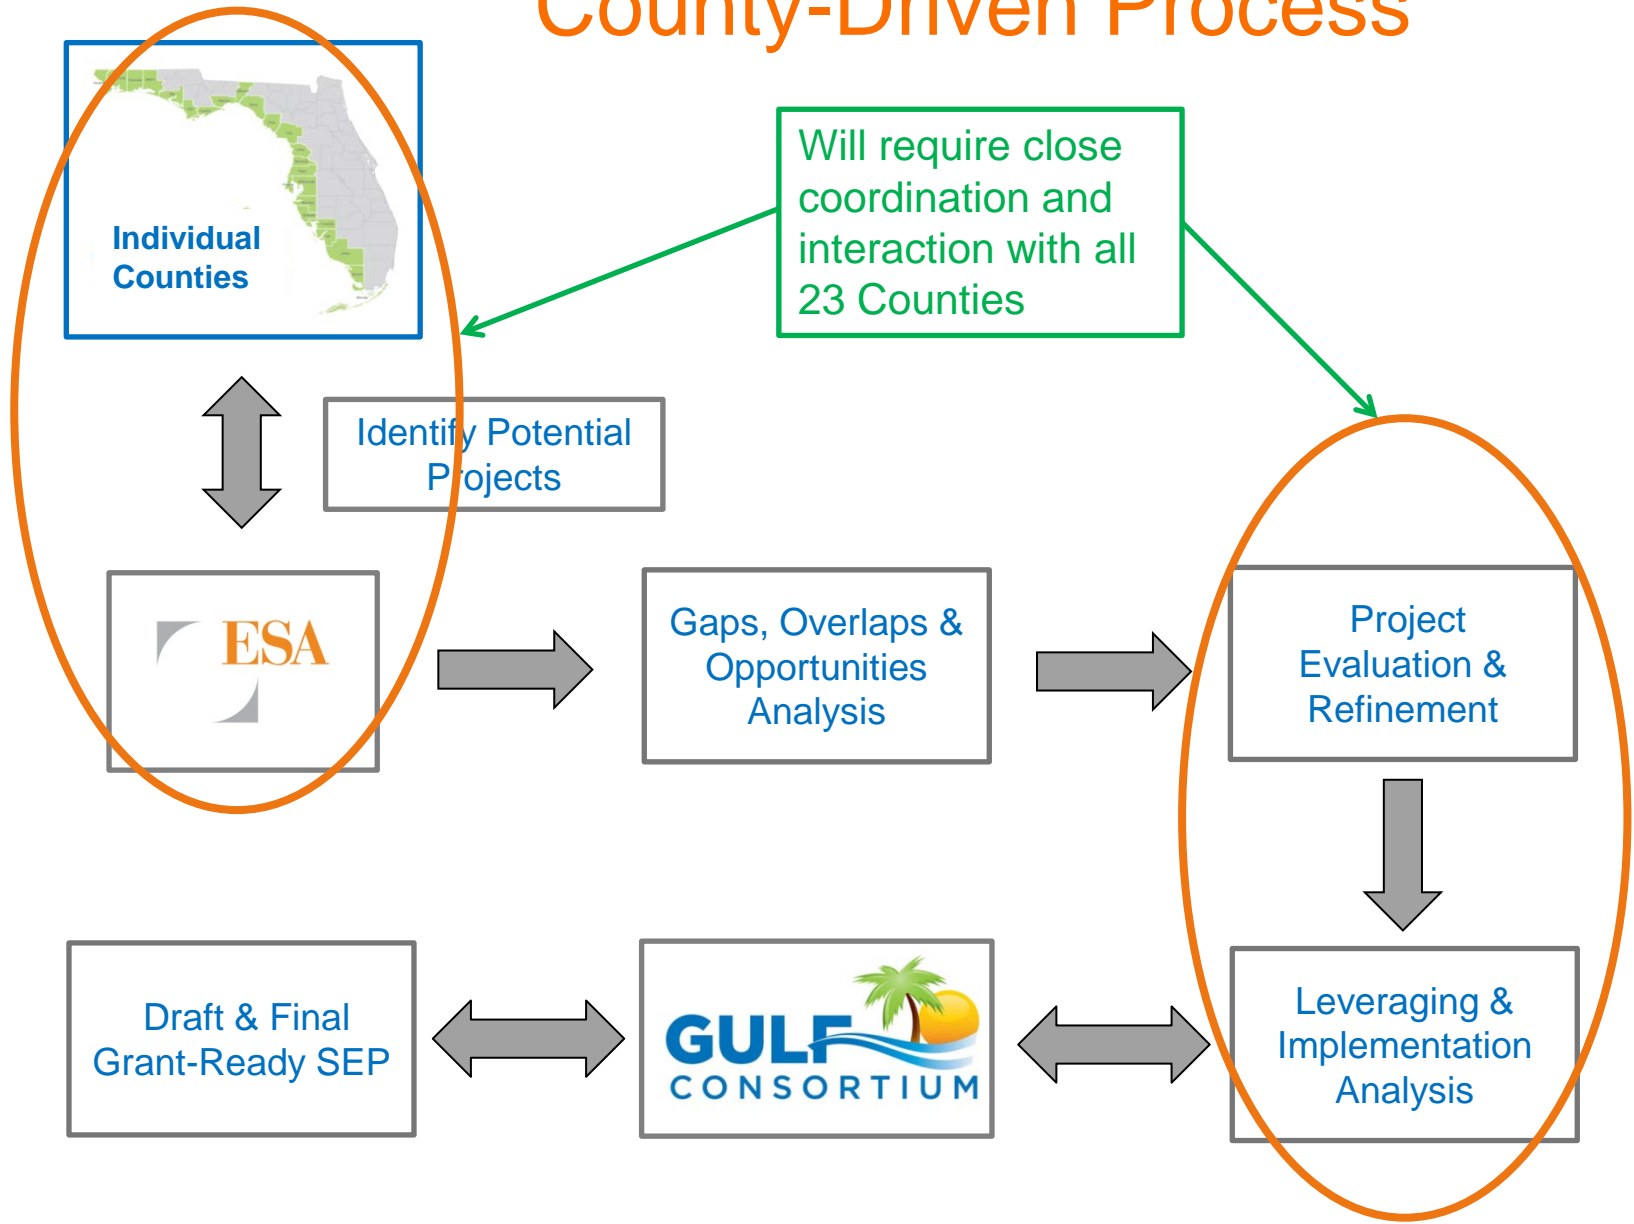 County-Driven Process
Will require close
coordination and
interaction with all
23 Counties
Individual
Counties
Identify Potential
Projects
ESA
Gaps, Overlaps &
Opportunities
Analysis
Project
Evaluation &
Refinement
Draft & Final
Grant-Ready SEP
GULF
CONSORTIUM
Leveraging &
Implementation
Analysis